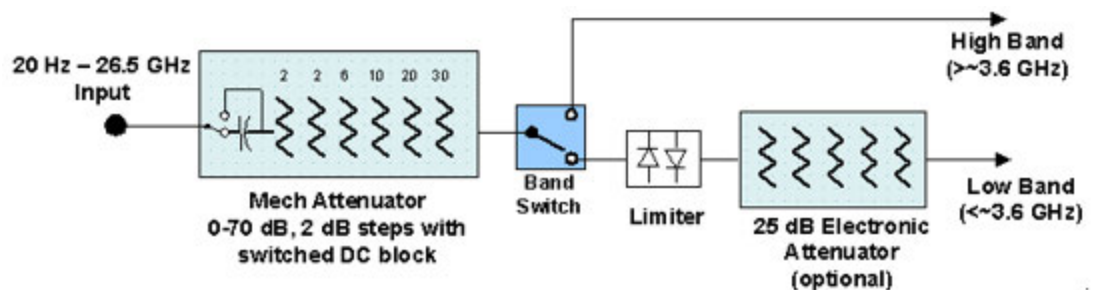 20 Hz – 26.5 GHz
Input
2 2 6 10 20 30
Mech Attenuator
0-70 dB, 2 dB steps with
switched DC block
Band
Switch
Limiter
25 dB Electronic
Attenuator
(optional)
High Band
(>~3.6 GHz)
Low Band
(<~3.6 GHz)